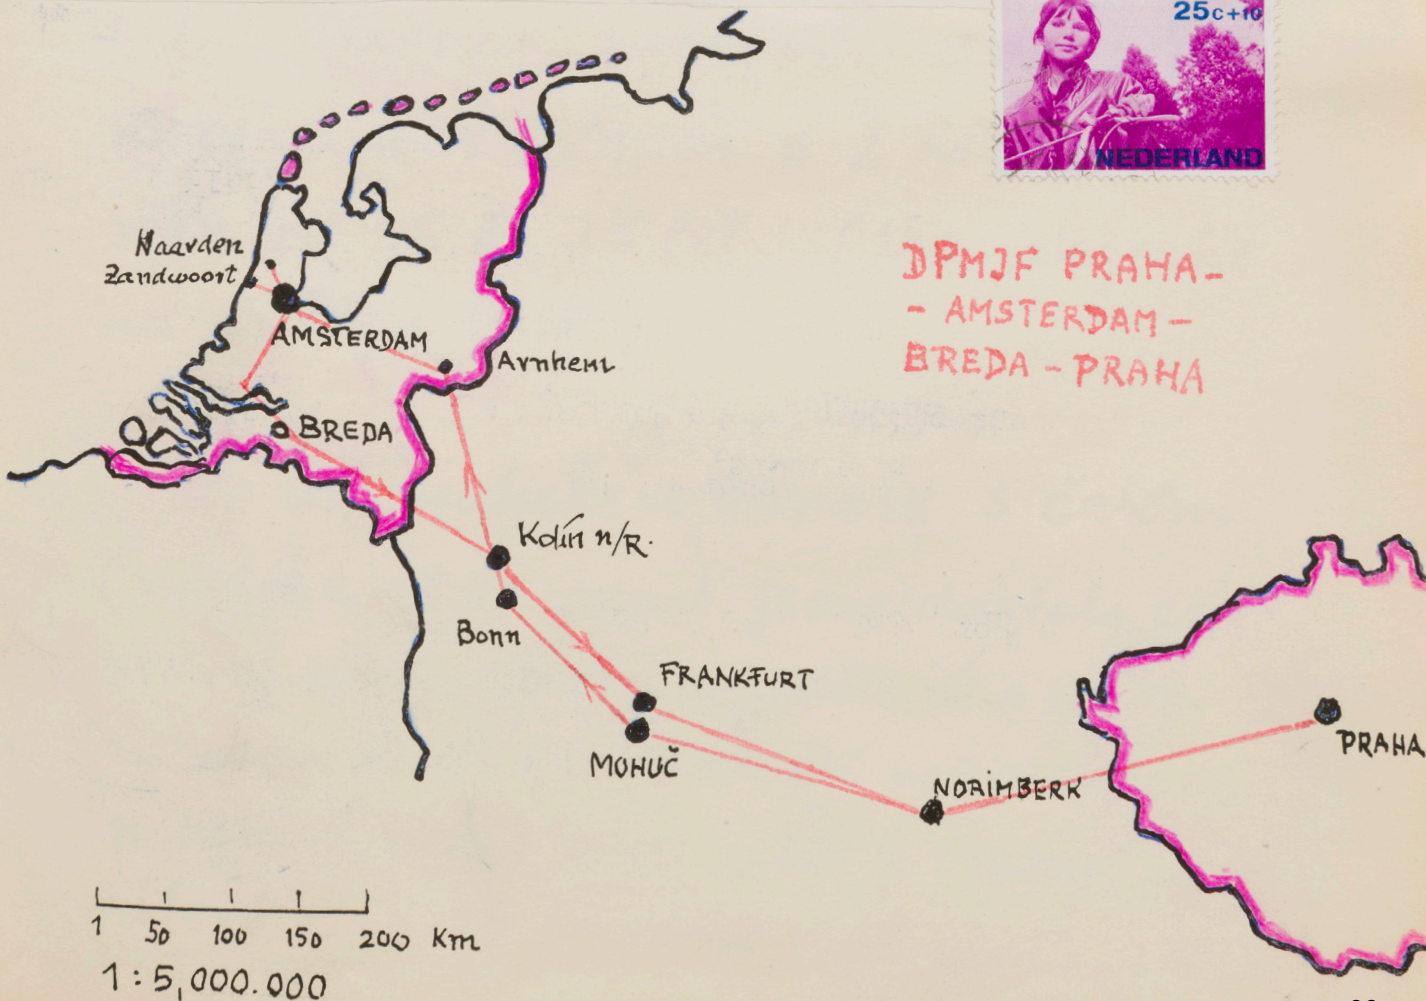 25c+10
NEDERLAND
DPMJF PRAHA-
- AMSTERDAM -
BREDA - PRAHA
Naarden
Zandwoort
AMSTERDAM
Arnhem
BREDA
Kolín n/R.
Bonn
FRANKFURT
MOHUČ
NORIMBERK
PRAHA
1 50 100 150 200 Km
1:5,000.000